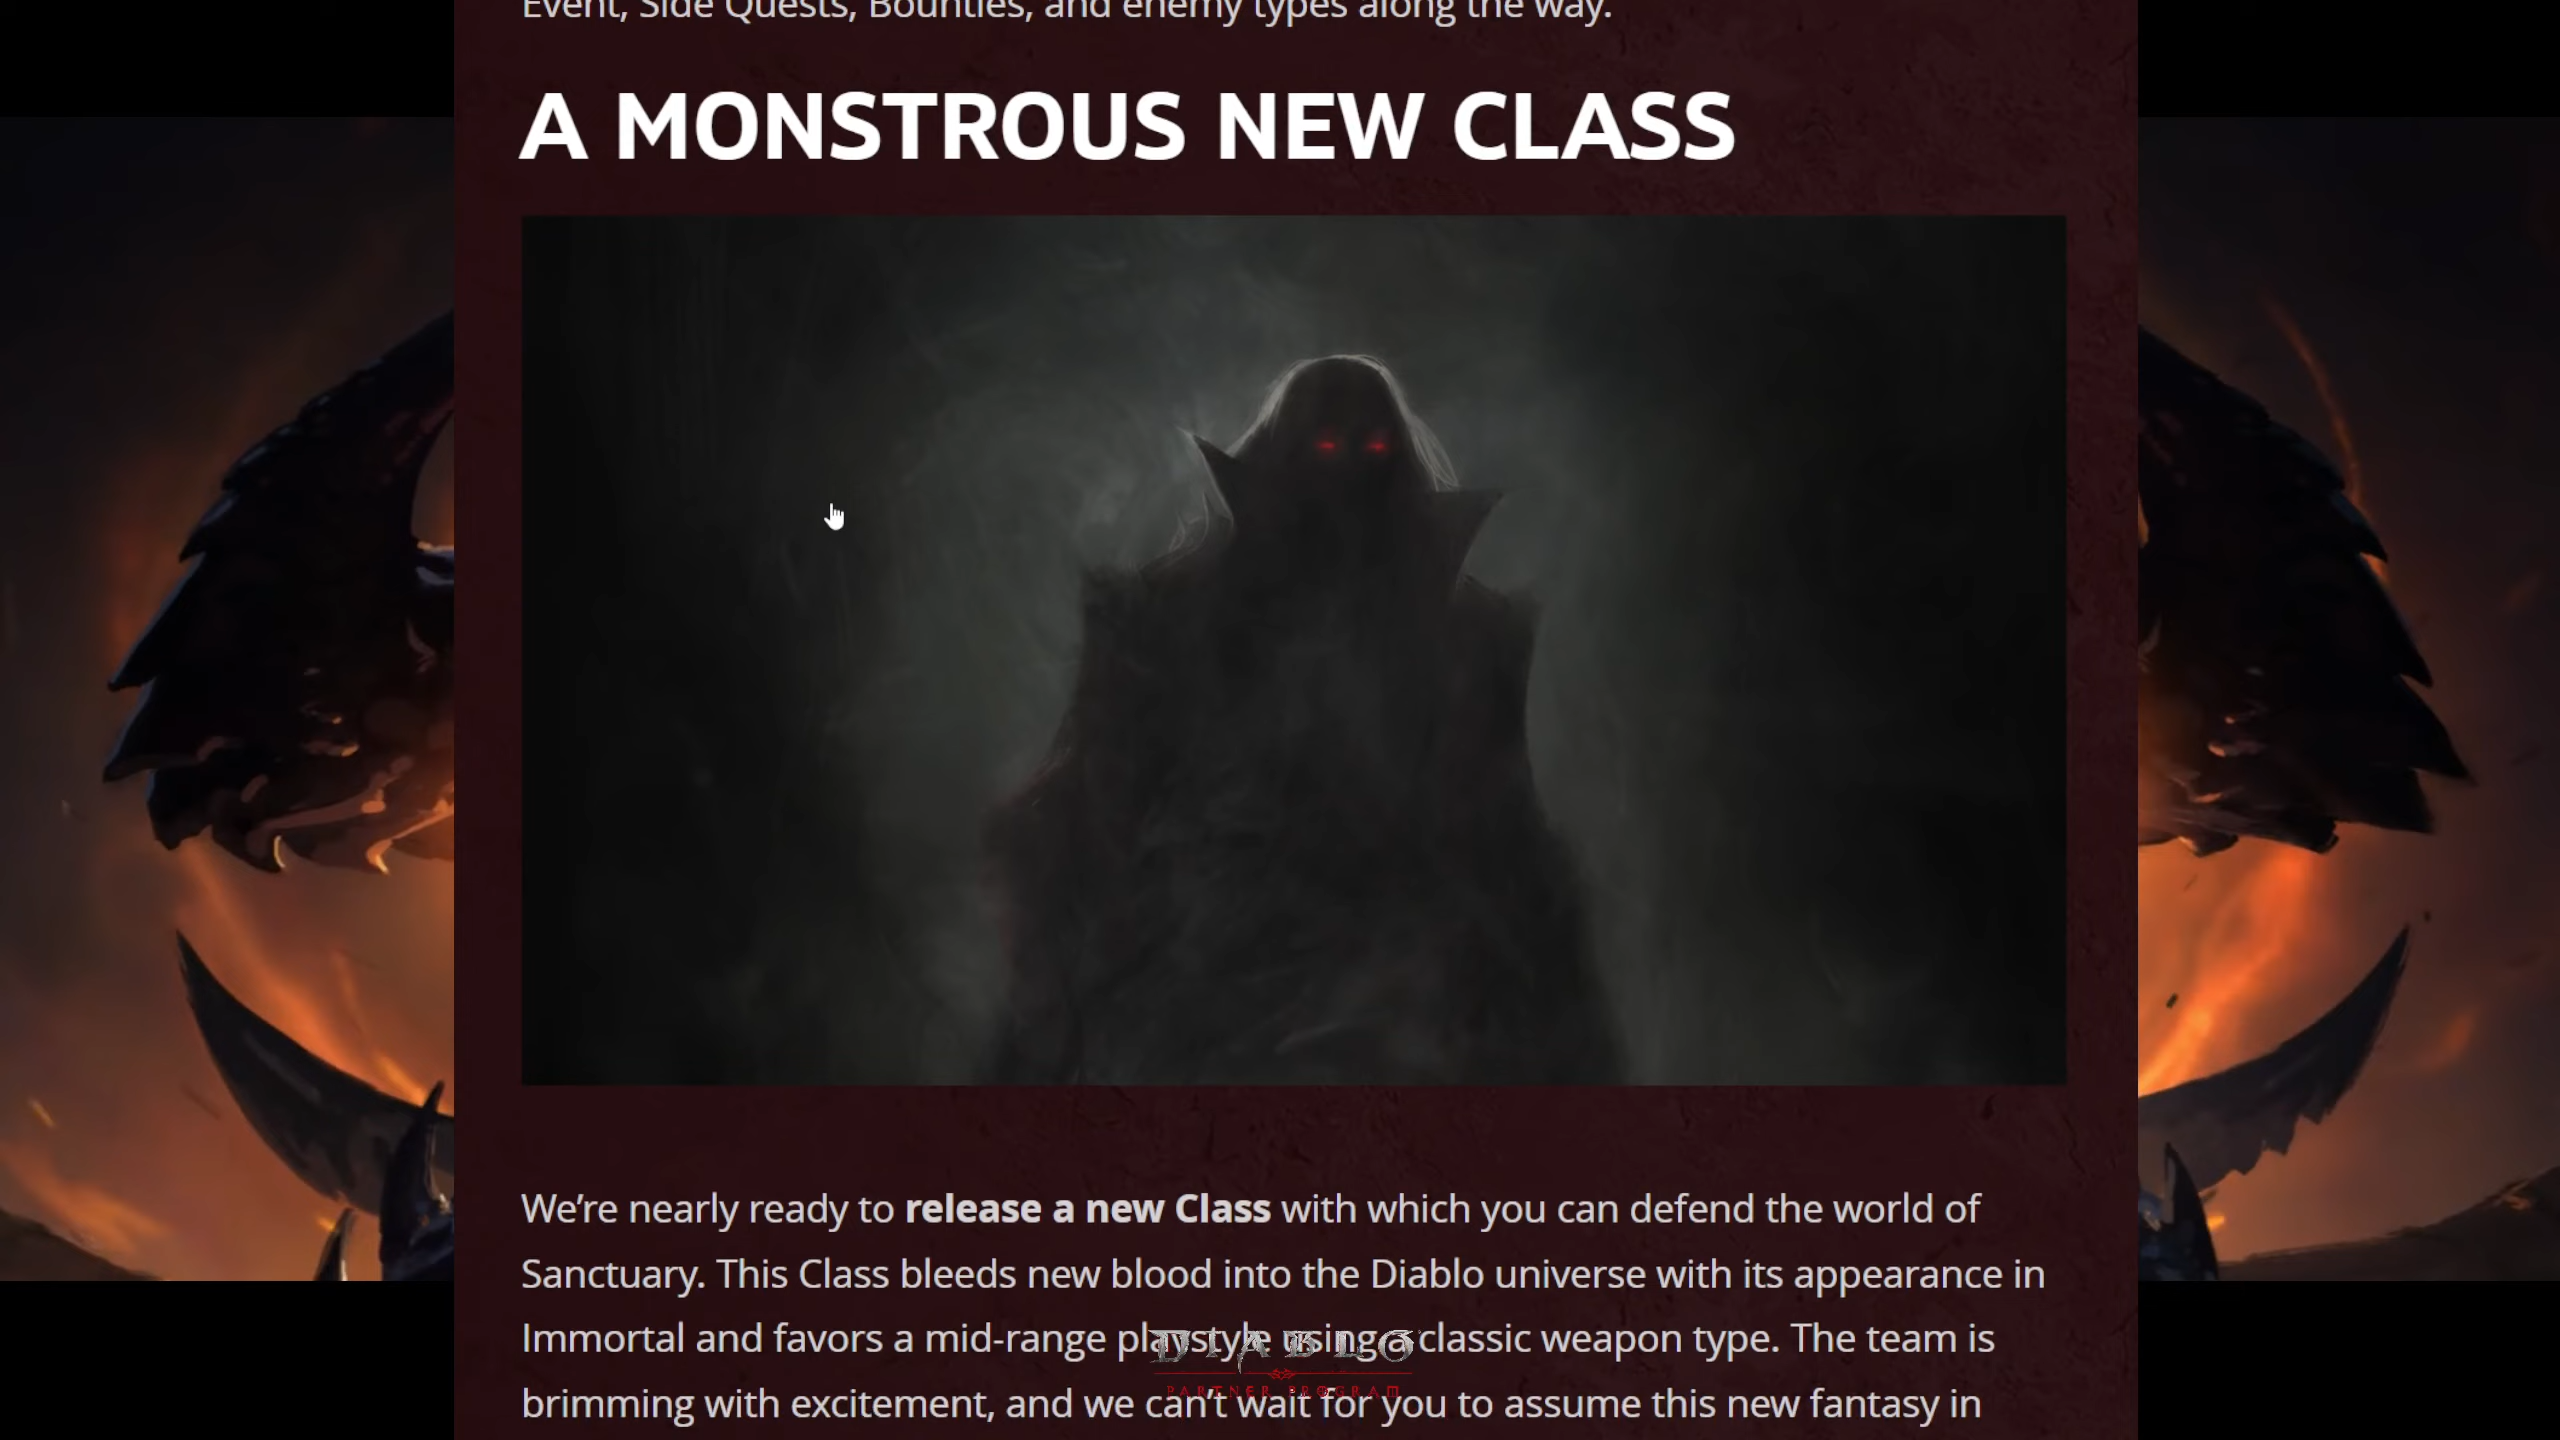 Event, Side Quests, Bounties, and enemy types along the way.
A MONSTROUS NEW CLASS
We’re nearly ready to release a new Class with which you can defend the world of
Sanctuary. This Class bleeds new blood into the Diablo universe with its appearance in
Immortal and favors a mid-range playstyle using a classic weapon type. The team is
brimming with excitement, and we can’t wait for you to assume this new fantasy in
DIABLO
PARTNER PROGRAM